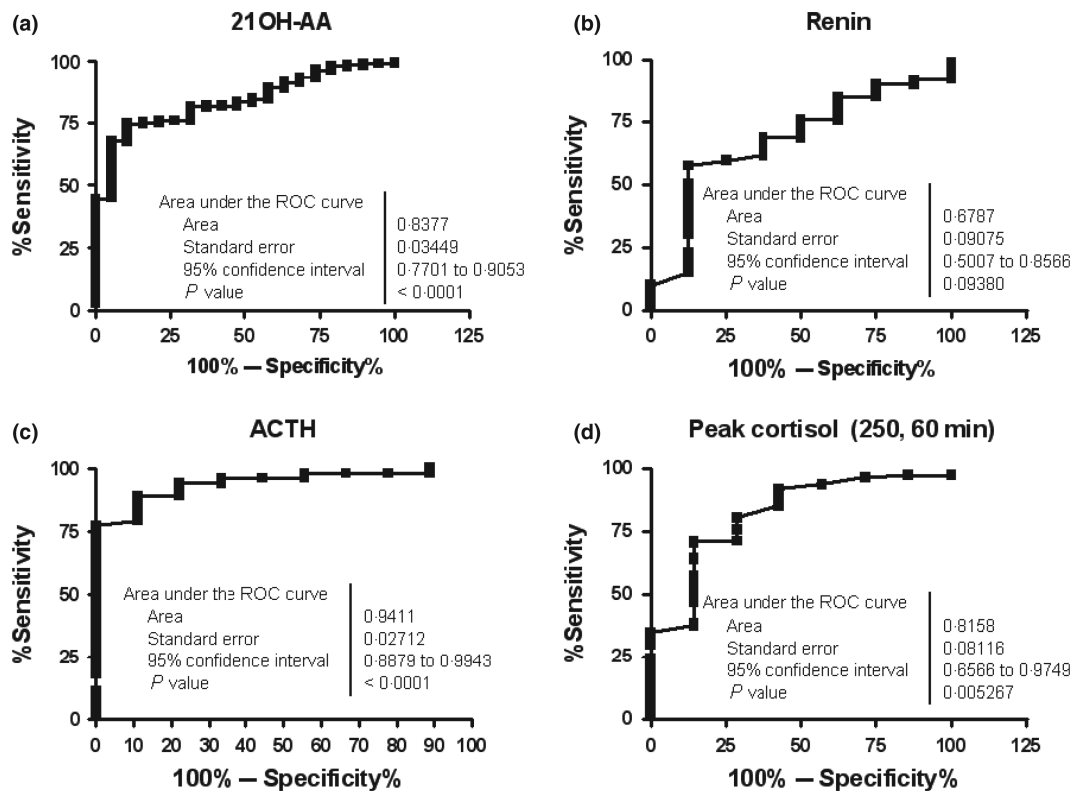 (a) 21OH-AA
%Sensitivity
100
75
50
25
0
Area under the ROC curve
Area 0·8377
Standard error 0·03449
95% confidence interval 0·7701 to 0·9053
P value < 0·0001
0 25 50 75 100 125
100% — Specificity%
(b) Renin
%Sensitivity
100
75
50
25
0
Area under the ROC curve
Area 0·6787
Standard error 0·09075
95% confidence interval 0·5007 to 0·8566
P value 0·09380
0 25 50 75 100 125
100% — Specificity%
(c) ACTH
%Sensitivity
100
75
50
25
0
Area under the ROC curve
Area 0·9411
Standard error 0·02712
95% confidence interval 0·8879 to 0·9943
P value < 0·0001
0 10 20 30 40 50 60 70 80 90 100
100% — Specificity%
(d) Peak cortisol (250, 60 min)
%Sensitivity
100
75
50
25
0
Area under the ROC curve
Area 0·8158
Standard error 0·08116
95% confidence interval 0·6566 to 0·9749
P value 0·005267
0 25 50 75 100 125
100% — Specificity%